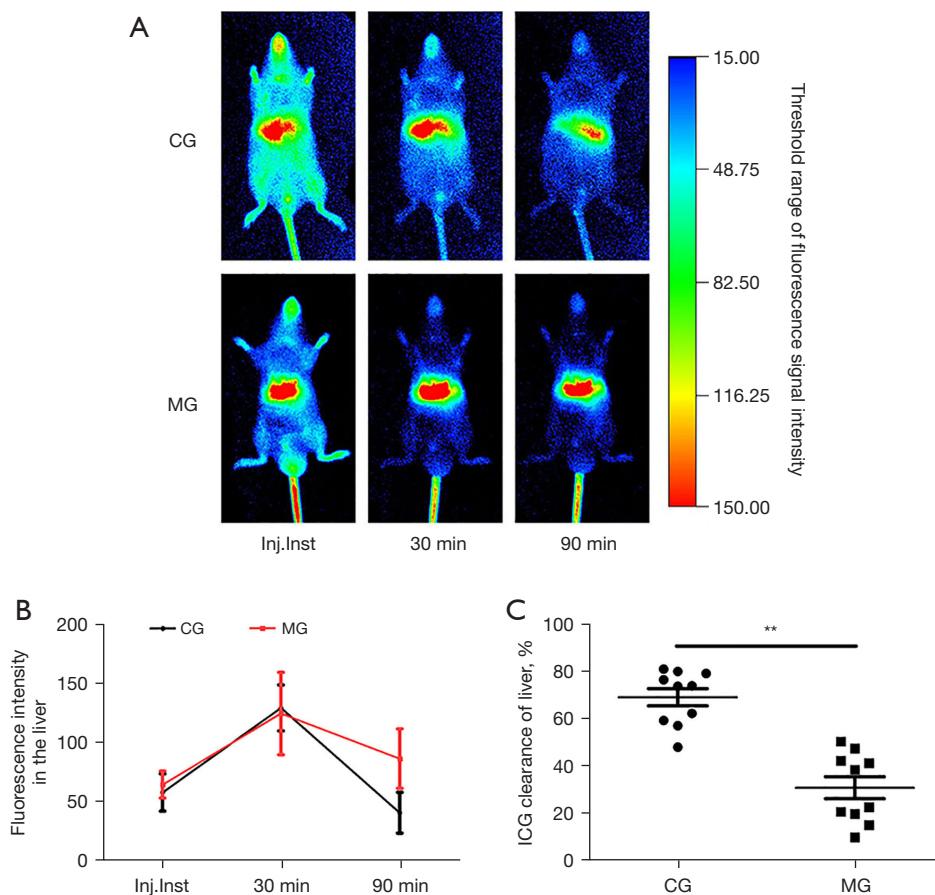 A
CG
MG
Inj.Inst
30 min
90 min
15.00
48.75
82.50
116.25
150.00
Threshold range of fluorescence signal intensity
B
CG
MG
200
150
100
50
0
Fluorescence intensity
in the liver
Inj.Inst
30 min
90 min
C
**
100
80
60
40
20
0
ICG clearance of liver, %
CG
MG